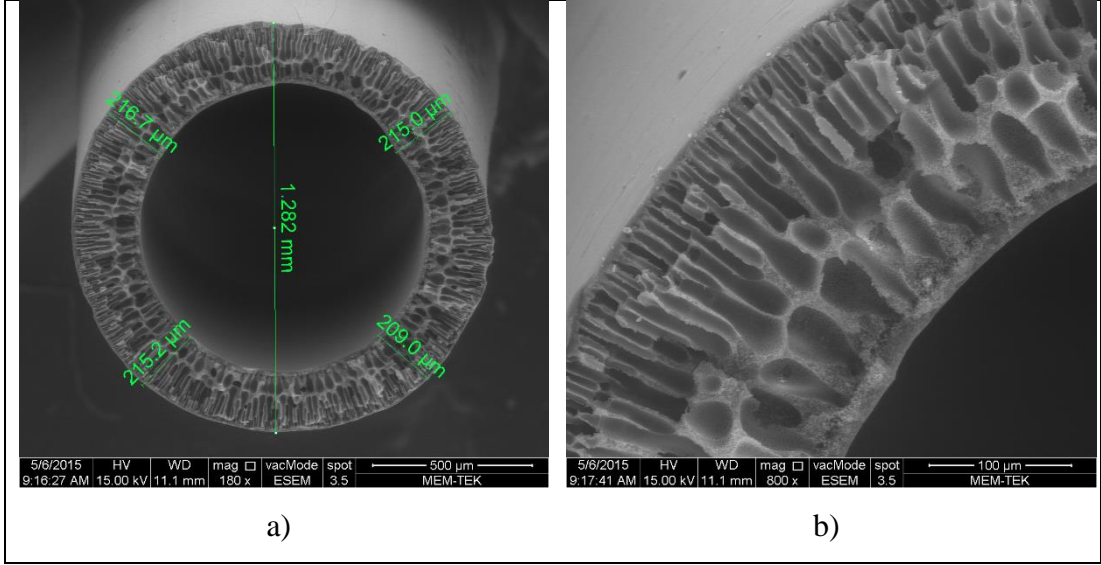 216.7 µm
215.0 µm
1.282 mm
215.2 µm
209.0 µm
5/6/2015 HV WD mag vacMode spot 500 µm
9:16:27 AM 15.00 kV 11.1 mm 180 x ESEM 3.5 MEM-TEK
5/6/2015 HV WD mag vacMode spot 100 µm
9:17:41 AM 15.00 kV 11.1 mm 800 x ESEM 3.5 MEM-TEK
a) b)